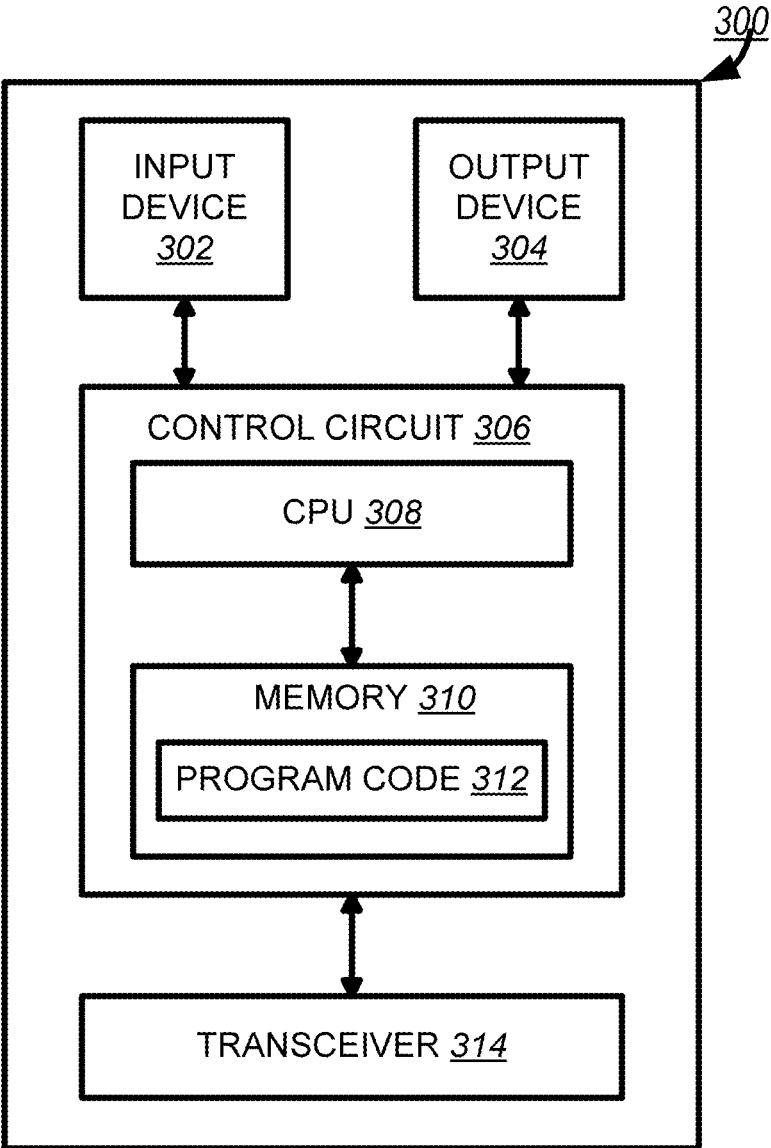 300
INPUT
DEVICE
302
OUTPUT
DEVICE
304
CONTROL CIRCUIT 306
CPU 308
MEMORY 310
PROGRAM CODE 312
TRANSCEIVER 314